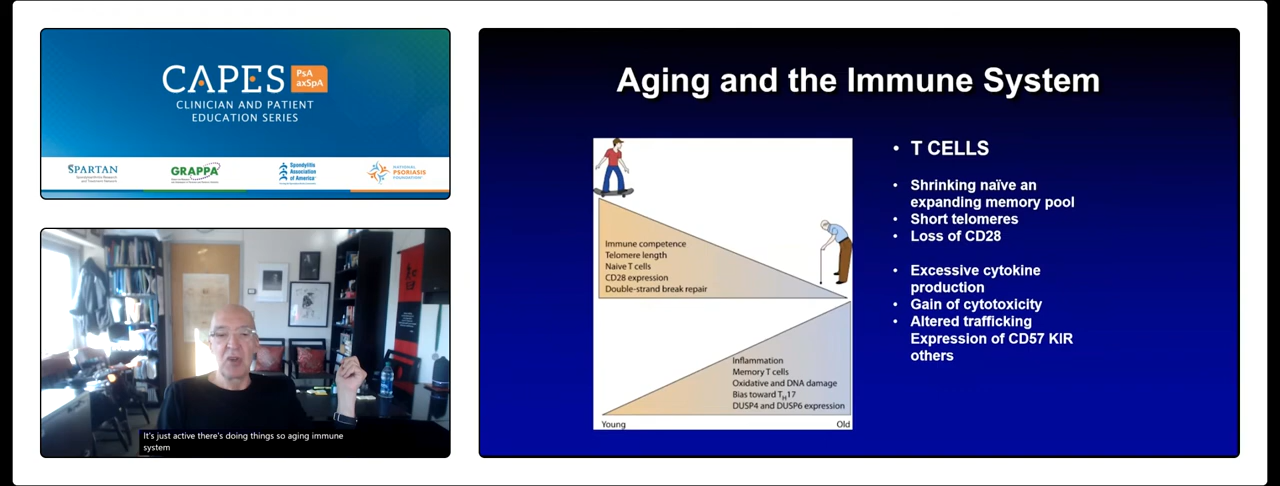 CAPES PsA
axSpA
CLINICIAN AND PATIENT
EDUCATION SERIES
SPARTAN
GRAPPA
Spondylitis
Association
of America
NATIONAL
PSORIASIS
FOUNDATION
It's just active there's doing things so aging immune
system
Aging and the Immune System
Immune competence
Telomere length
Naive T cells
CD28 expression
Double-strand break repair
Inflammation
Memory T cells
Oxidative and DNA damage
Bias toward TH17
DUSP4 and DUSP6 expression
Young
Old
• T CELLS
• Shrinking naïve an
expanding memory pool
• Short telomeres
• Loss of CD28
• Excessive cytokine
production
• Gain of cytotoxicity
• Altered trafficking
Expression of CD57 KIR
others